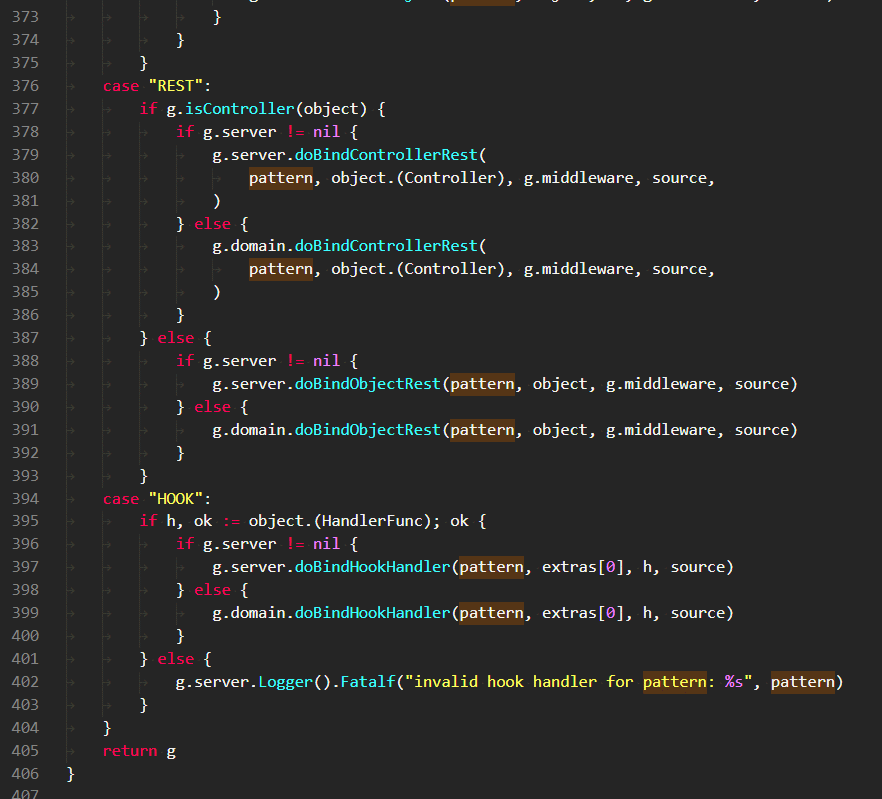 373 }
374 }
375 }
376 case "REST":
377 if g.isController(object) {
378 if g.server != nil {
379 g.server.doBindControllerRest(
380 pattern, object.(Controller), g.middleware, source,
381 )
382 } else {
383 g.domain.doBindControllerRest(
384 pattern, object.(Controller), g.middleware, source,
385 )
386 }
387 } else {
388 if g.server != nil {
389 g.server.doBindObjectRest(pattern, object, g.middleware, source)
390 } else {
391 g.domain.doBindObjectRest(pattern, object, g.middleware, source)
392 }
393 }
394 case "HOOK":
395 if h, ok := object.(HandlerFunc); ok {
396 if g.server != nil {
397 g.server.doBindHookHandler(pattern, extras[0], h, source)
398 } else {
399 g.domain.doBindHookHandler(pattern, extras[0], h, source)
400 }
401 } else {
402 g.server.Logger().Fatalf("invalid hook handler for pattern: %s", pattern)
403 }
404 }
405 return g
406 }
407